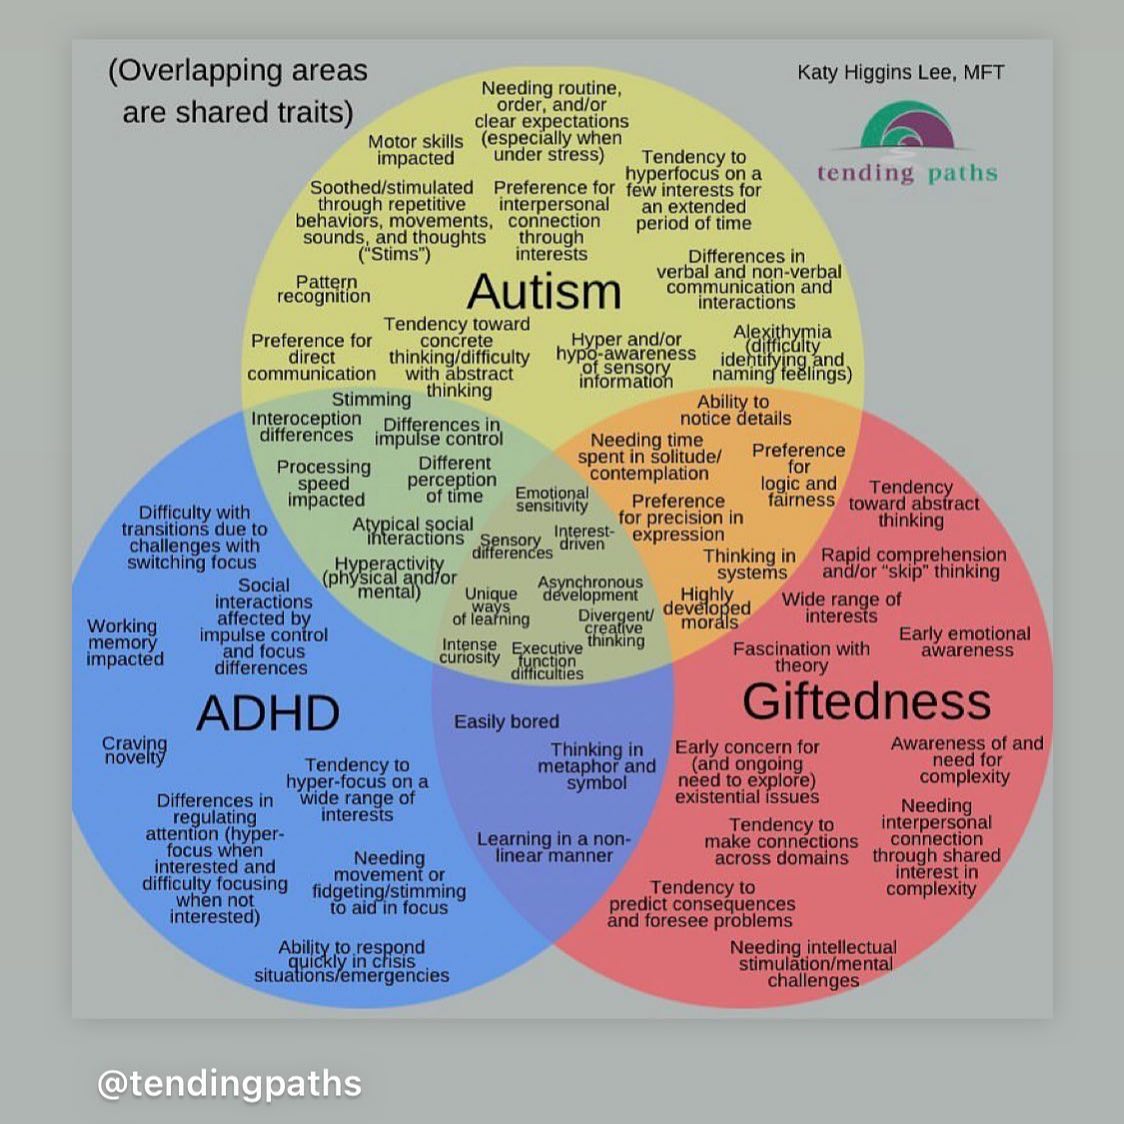 (Overlapping areas
are shared traits)
Katy Higgins Lee, MFT
tending paths
Needing routine,
order, and/or
clear expectations
(especially when
under stress)
Motor skills
impacted
Tendency to
hyperfocus on a
few interests for
an extended
period of time
Soothed/stimulated
through repetitive
behaviors, movements,
sounds, and thoughts
("Stims")
Preference for
interpersonal
connection
through
interests
Differences in
verbal and non-verbal
communication and
interactions
Pattern
recognition
Autism
Preference for
direct
communication
Tendency toward
concrete
thinking/difficulty
with abstract
thinking
Hyper and/or
hypo-awareness
of sensory
information
Alexithymia
(difficulty
identifying and
naming feelings)
Stimming
Interoception
differences
Differences in
impulse control
Processing
speed
impacted
Different
perception
of time
Atypical social
interactions
Hyperactivity
(physical and/or
mental)
Ability to
notice details
Needing time
spent in solitude/
contemplation
Preference
for
logic and
fairness
Preference
for precision in
expression
Thinking in
systems
Highly
developed
morals
Emotional
sensitivity
Sensory
differences
Interest-
driven
Unique
ways
of learning
Asynchronous
development
Divergent/
creative
thinking
Intense
curiosity
Executive
function
difficulties
Difficulty with
transitions due to
challenges with
switching focus
Social
interactions
affected by
impulse control
and focus
differences
Working
memory
impacted
ADHD
Craving
novelty
Tendency to
hyper-focus on a
wide range of
interests
Differences in
regulating
attention (hyper-
focus when
interested and
difficulty focusing
when not
interested)
Needing
movement or
fidgeting/stimming
to aid in focus
Ability to respond
quickly in crisis
situations/emergencies
Easily bored
Thinking in
metaphor and
symbol
Learning in a non-
linear manner
Tendency
toward abstract
thinking
Rapid comprehension
and/or "skip" thinking
Wide range of
interests
Early emotional
awareness
Fascination with
theory
Giftedness
Early concern for
(and ongoing
need to explore)
existential issues
Awareness of and
need for
complexity
Tendency to
make connections
across domains
Needing
interpersonal
connection
through shared
interest in
complexity
Tendency to
predict consequences
and foresee problems
Needing intellectual
stimulation/mental
challenges
@tendingpaths